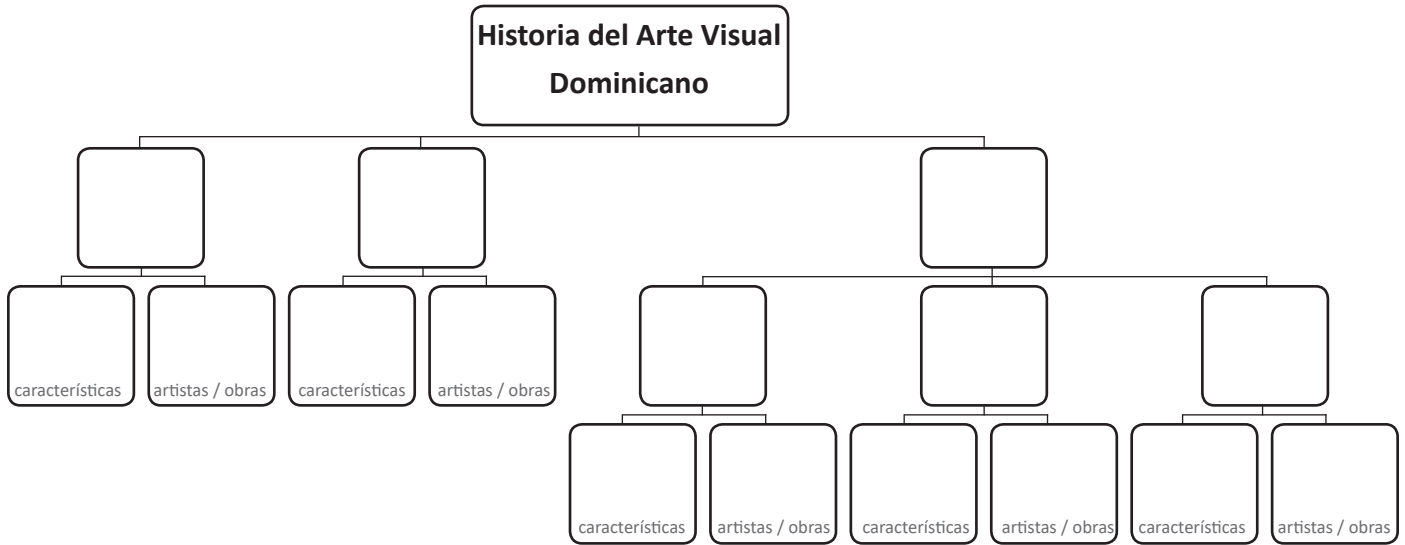 Historia del Arte Visual
Dominicano
características
artistas / obras
características
artistas / obras
características
artistas / obras
características
artistas / obras
características
artistas / obras